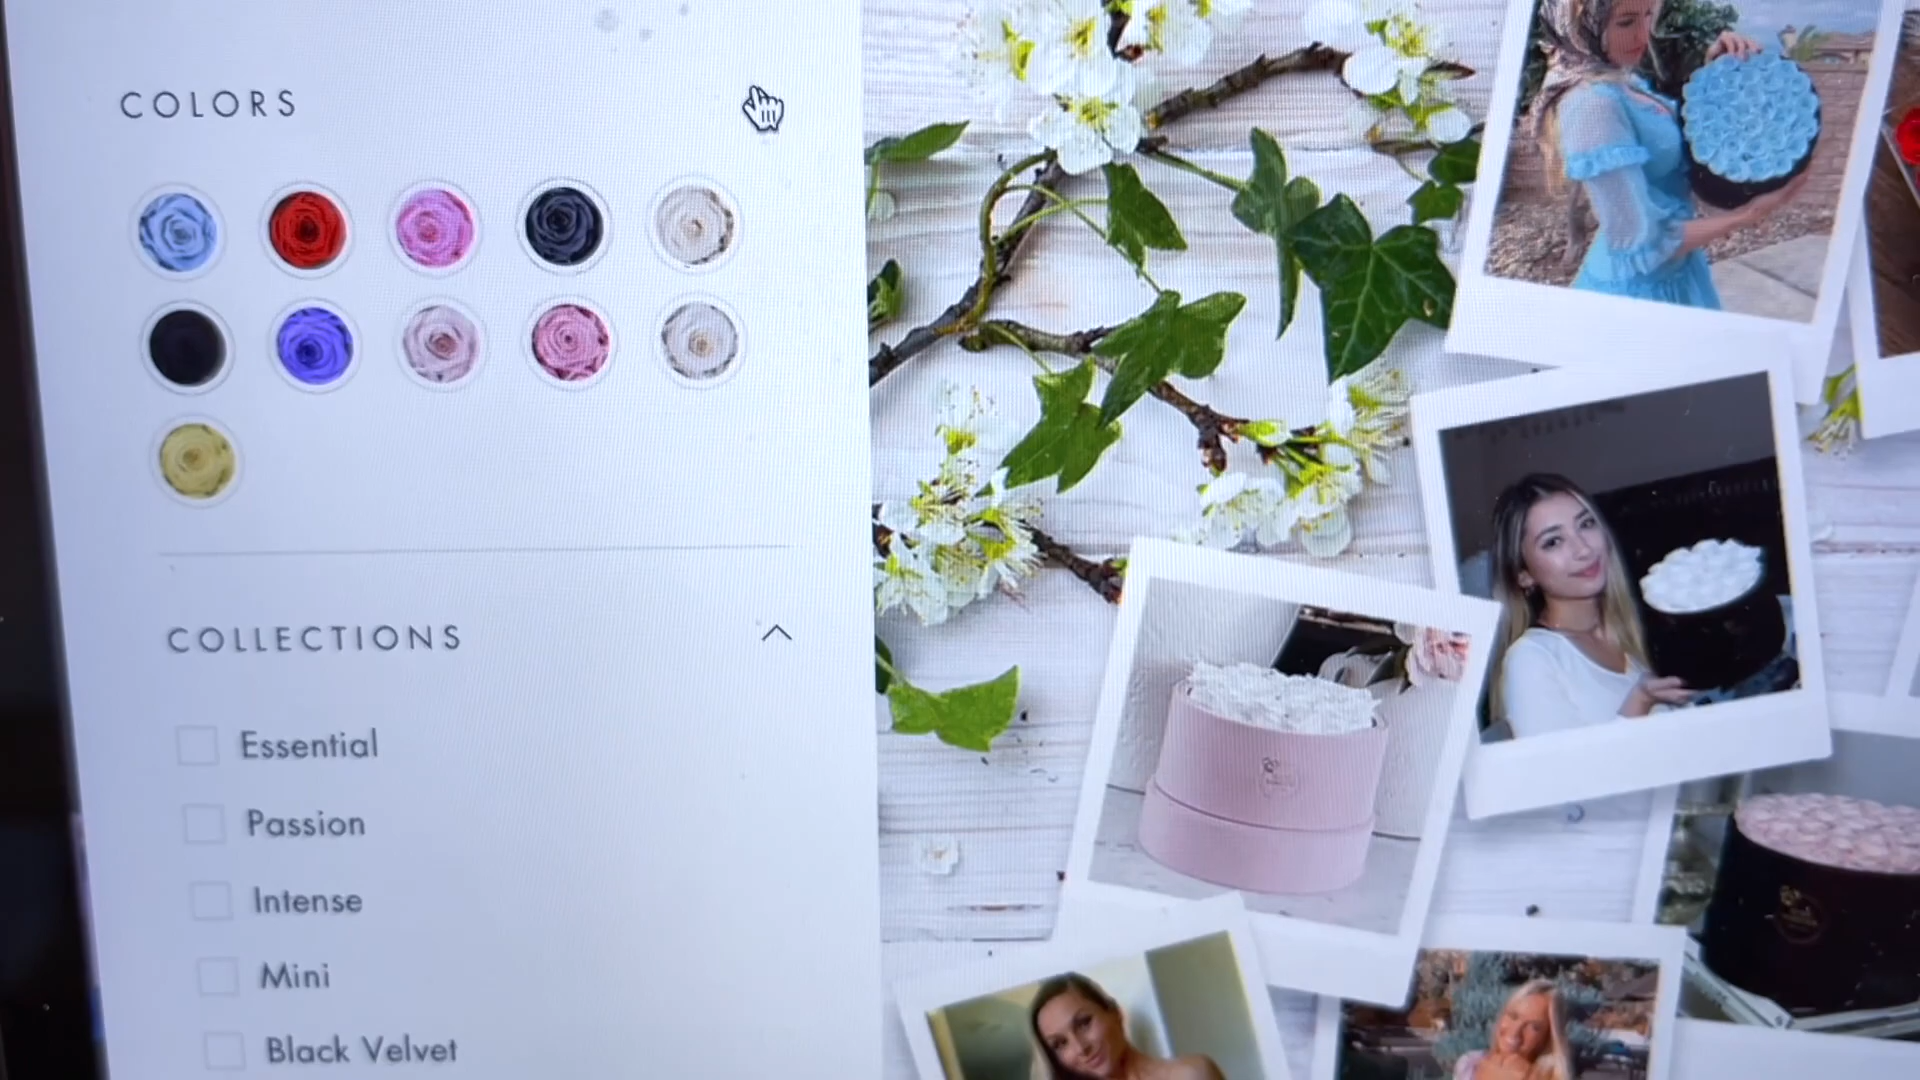 COLORS
COLLECTIONS
Essential
Passion
Intense
Mini
Black Velvet